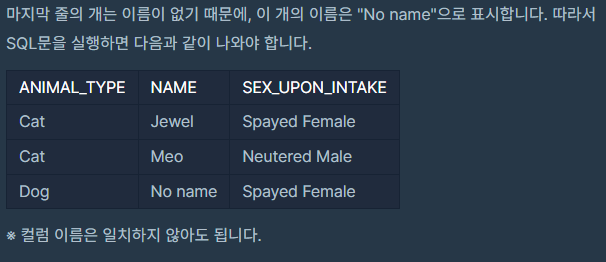 마지막 줄의 개는 이름이 없기 때문에, 이 개의 이름은 "No name"으로 표시합니다. 따라서
SQL문을 실행하면 다음과 같이 나와야 합니다.
ANIMAL_TYPE NAME SEX_UPON_INTAKE
Cat Jewel Spayed Female
Cat Meo Neutered Male
Dog No name Spayed Female
※ 컬럼 이름은 일치하지 않아도 됩니다.